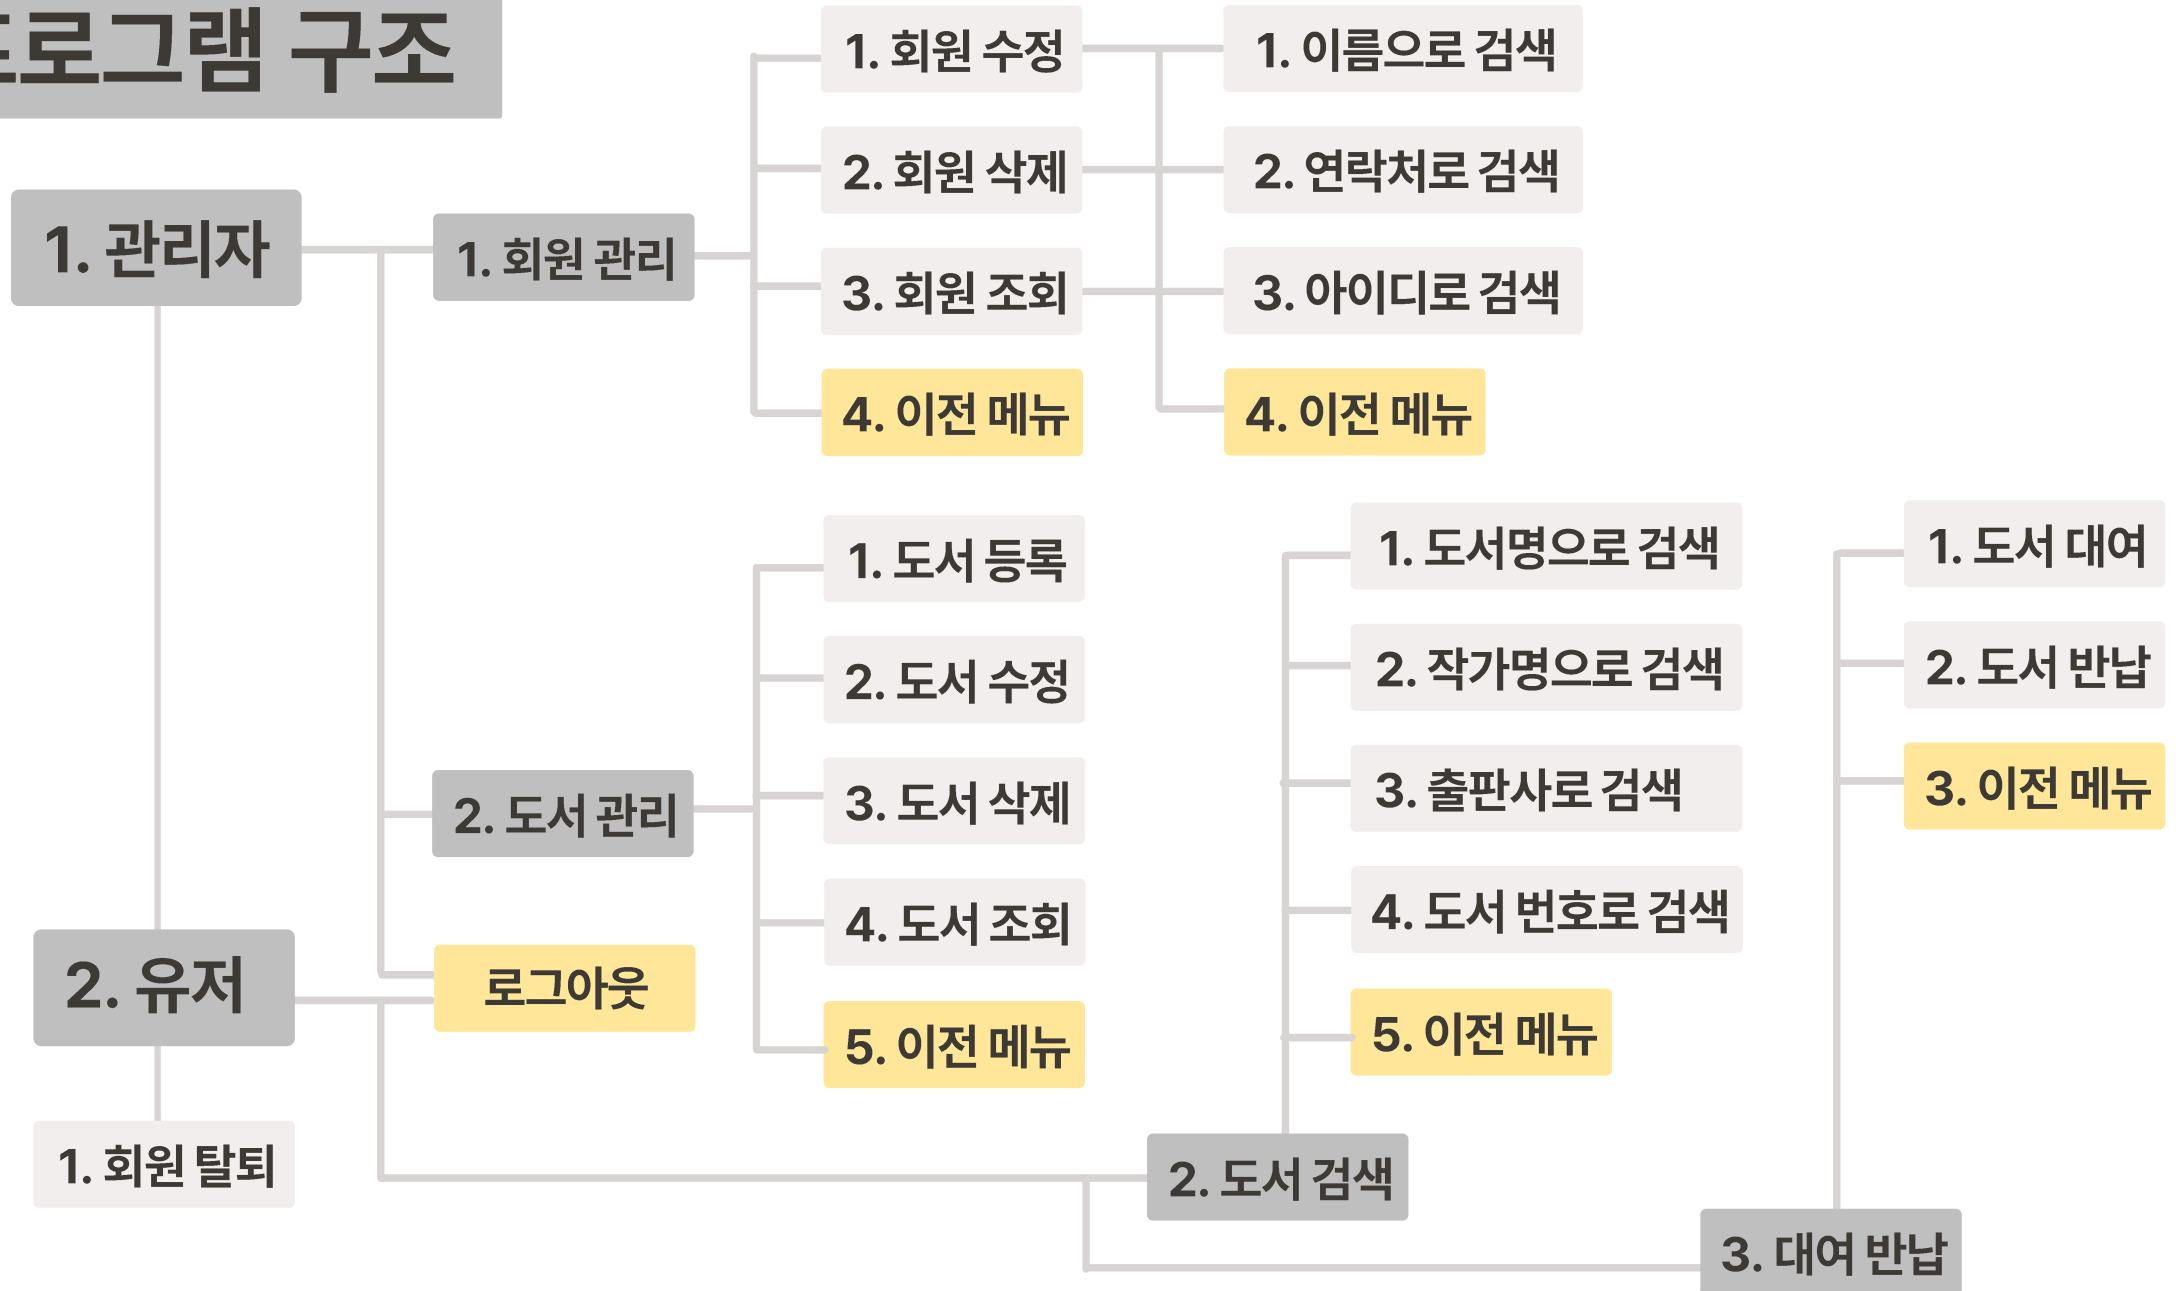 로그램 구조
1. 관리자
1. 회원 관리
1. 회원 수정
2. 회원 삭제
3. 회원 조회
4. 이전 메뉴
1. 이름으로 검색
2. 연락처로 검색
3. 아이디로 검색
4. 이전 메뉴
2. 도서 관리
1. 도서 등록
2. 도서 수정
3. 도서 삭제
4. 도서 조회
5. 이전 메뉴
로그아웃
2. 유저
1. 회원 탈퇴
2. 도서 검색
1. 도서명으로 검색
2. 작가명으로 검색
3. 출판사로 검색
4. 도서 번호로 검색
5. 이전 메뉴
3. 대여 반납
1. 도서 대여
2. 도서 반납
3. 이전 메뉴